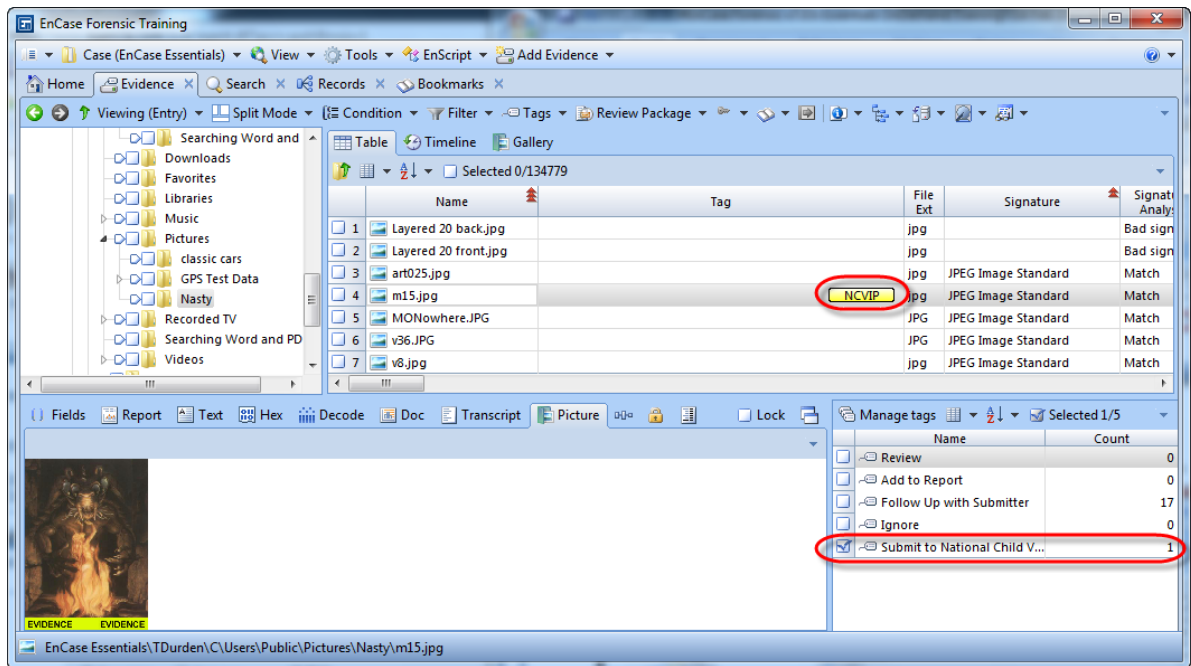 EnCase Forensic Training
Case (EnCase Essentials) View Tools EnScript Add Evidence
Home Evidence Search Records Bookmarks
Viewing (Entry) Split Mode Condition Filter Tags Review Package
Searching Word and
Downloads
Favorites
Libraries
Music
Pictures
classic cars
GPS Test Data
Nasty
Recorded TV
Searching Word and PD
Videos
Table Timeline Gallery
Selected 0/134779
Name Tag File Ext Signature Signatu Analy
1 Layered 20 back.jpg jpg Bad sign
2 Layered 20 front.jpg jpg Bad sign
3 art025.jpg jpg JPEG Image Standard Match
4 m15.jpg NCVIP jpg JPEG Image Standard Match
5 MONowhere.JPG JPG JPEG Image Standard Match
6 v36.JPG JPG JPEG Image Standard Match
7 v8.jpg jpg JPEG Image Standard Match
Fields Report Text Hex Decode Doc Transcript Picture Lock
EVIDENCE EVIDENCE
Manage tags Selected 1/5
Name Count
Review 0
Add to Report 0
Follow Up with Submitter 17
Ignore 0
Submit to National Child V... 1
EnCase Essentials\TDurden\C\Users\Public\Pictures\Nasty\m15.jpg